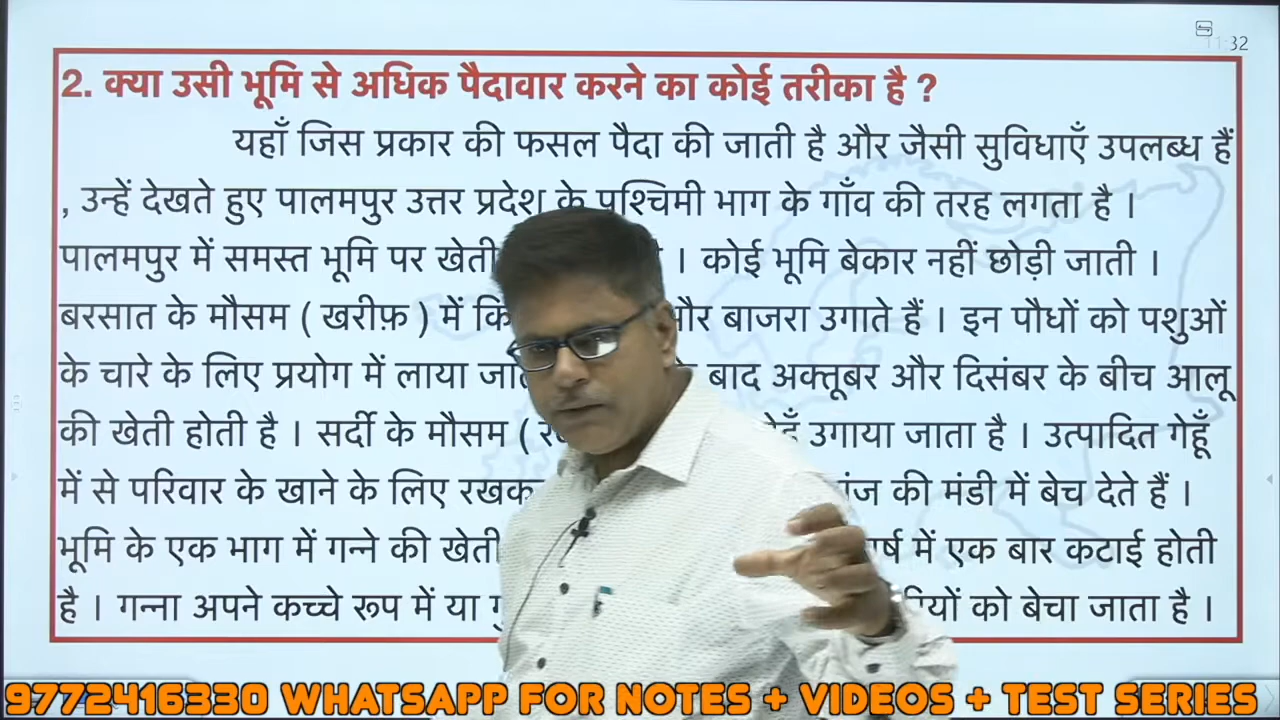 11:32
2. क्या उसी भूमि से अधिक पैदावार करने का कोई तरीका है ?
यहाँ जिस प्रकार की फसल पैदा की जाती है और जैसी सुविधाएँ उपलब्ध हैं
, उन्हें देखते हुए पालमपुर उत्तर प्रदेश के पश्चिमी भाग के गाँव की तरह लगता है ।
पालमपुर में समस्त भूमि पर खेती । कोई भूमि बेकार नहीं छोड़ी जाती ।
बरसात के मौसम ( खरीफ़ ) में और बाजरा उगाते हैं । इन पौधों को पशुओं
के चारे के लिए प्रयोग में लाया बाद अक्तूबर और दिसंबर के बीच आलू
की खेती होती है । सर्दी के मौसम ( उगाया जाता है । उत्पादित गेहूँ
में से परिवार के खाने के लिए की मंडी में बेच देते हैं ।
भूमि के एक भाग में गन्ने की खेती में एक बार कटाई होती
है । गन्ना अपने कच्चे रूप में या को बेचा जाता है ।
9772416330 WHATSAPP FOR NOTES + VIDEOS + TEST SERIES